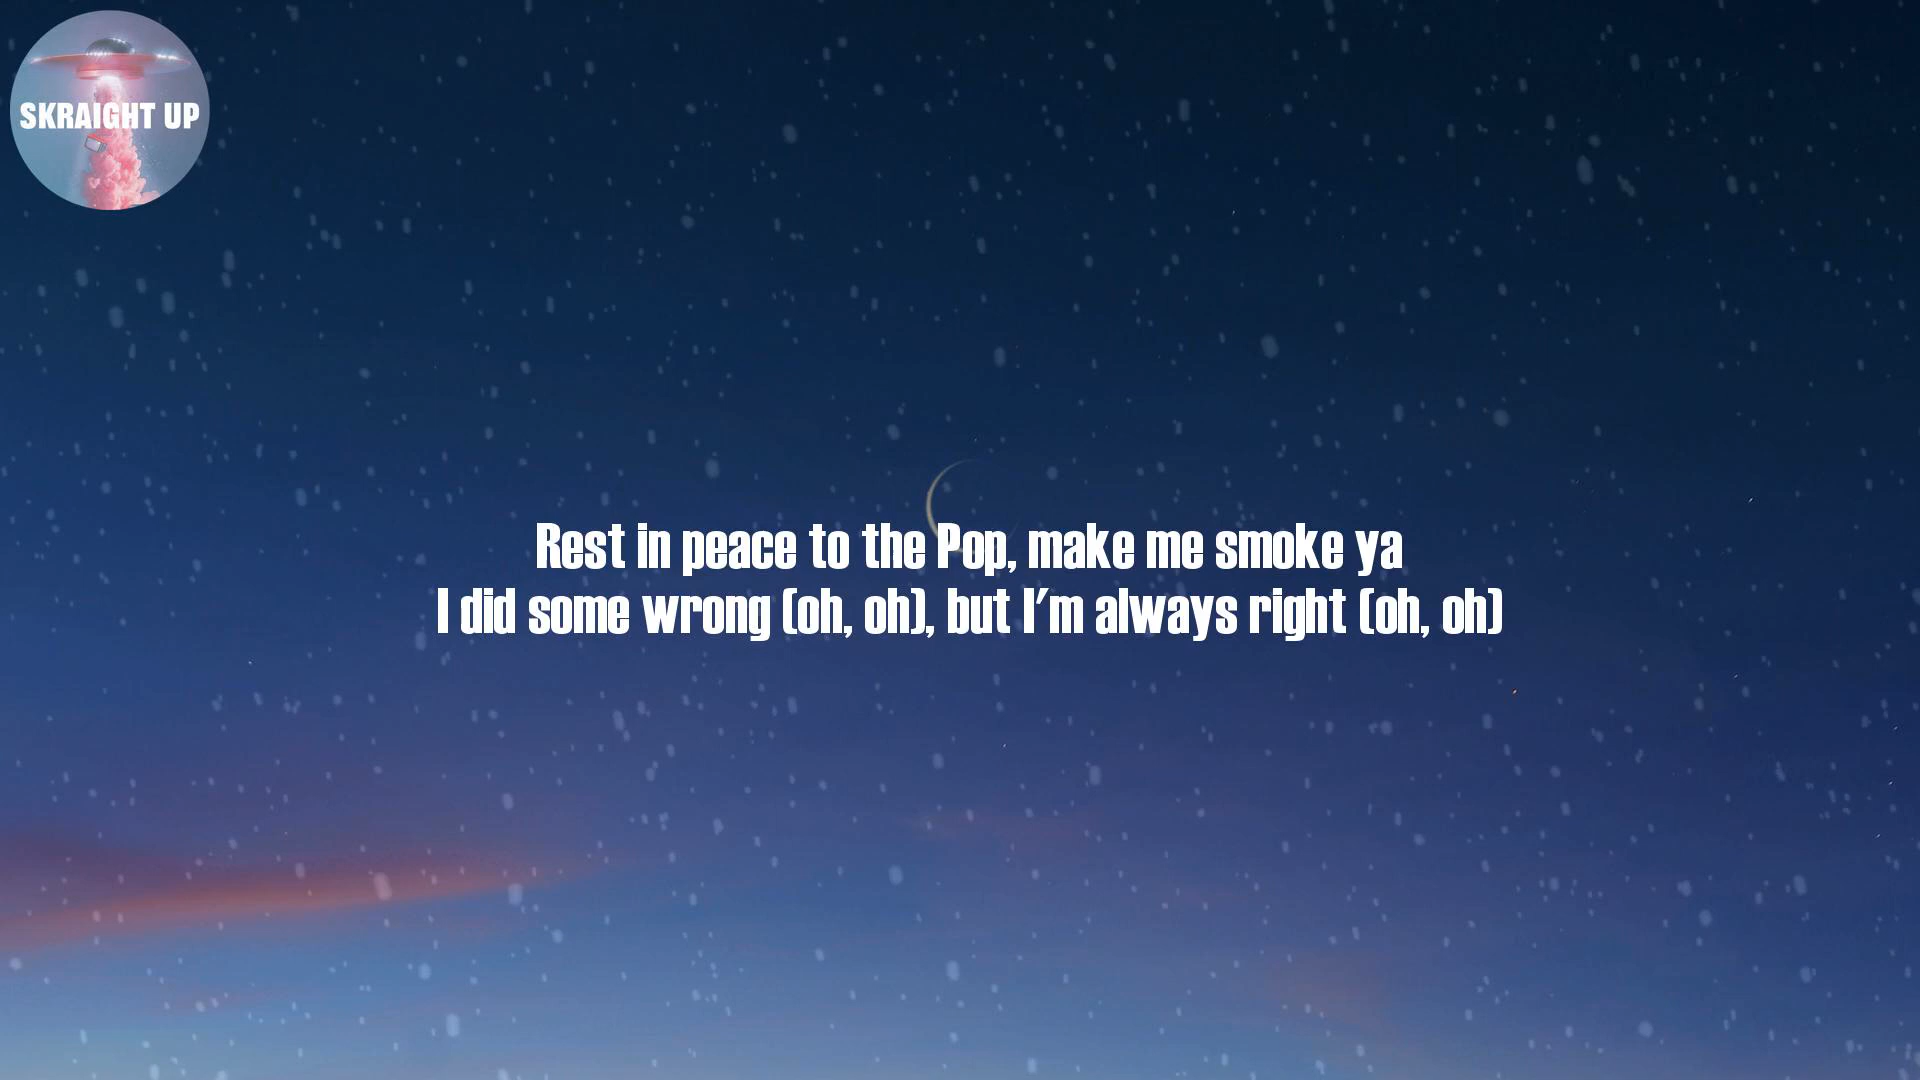 SKRAIGHT UP
Rest in peace to the Pop, make me smoke ya
I did some wrong (oh, oh), but I'm always right (oh, oh)